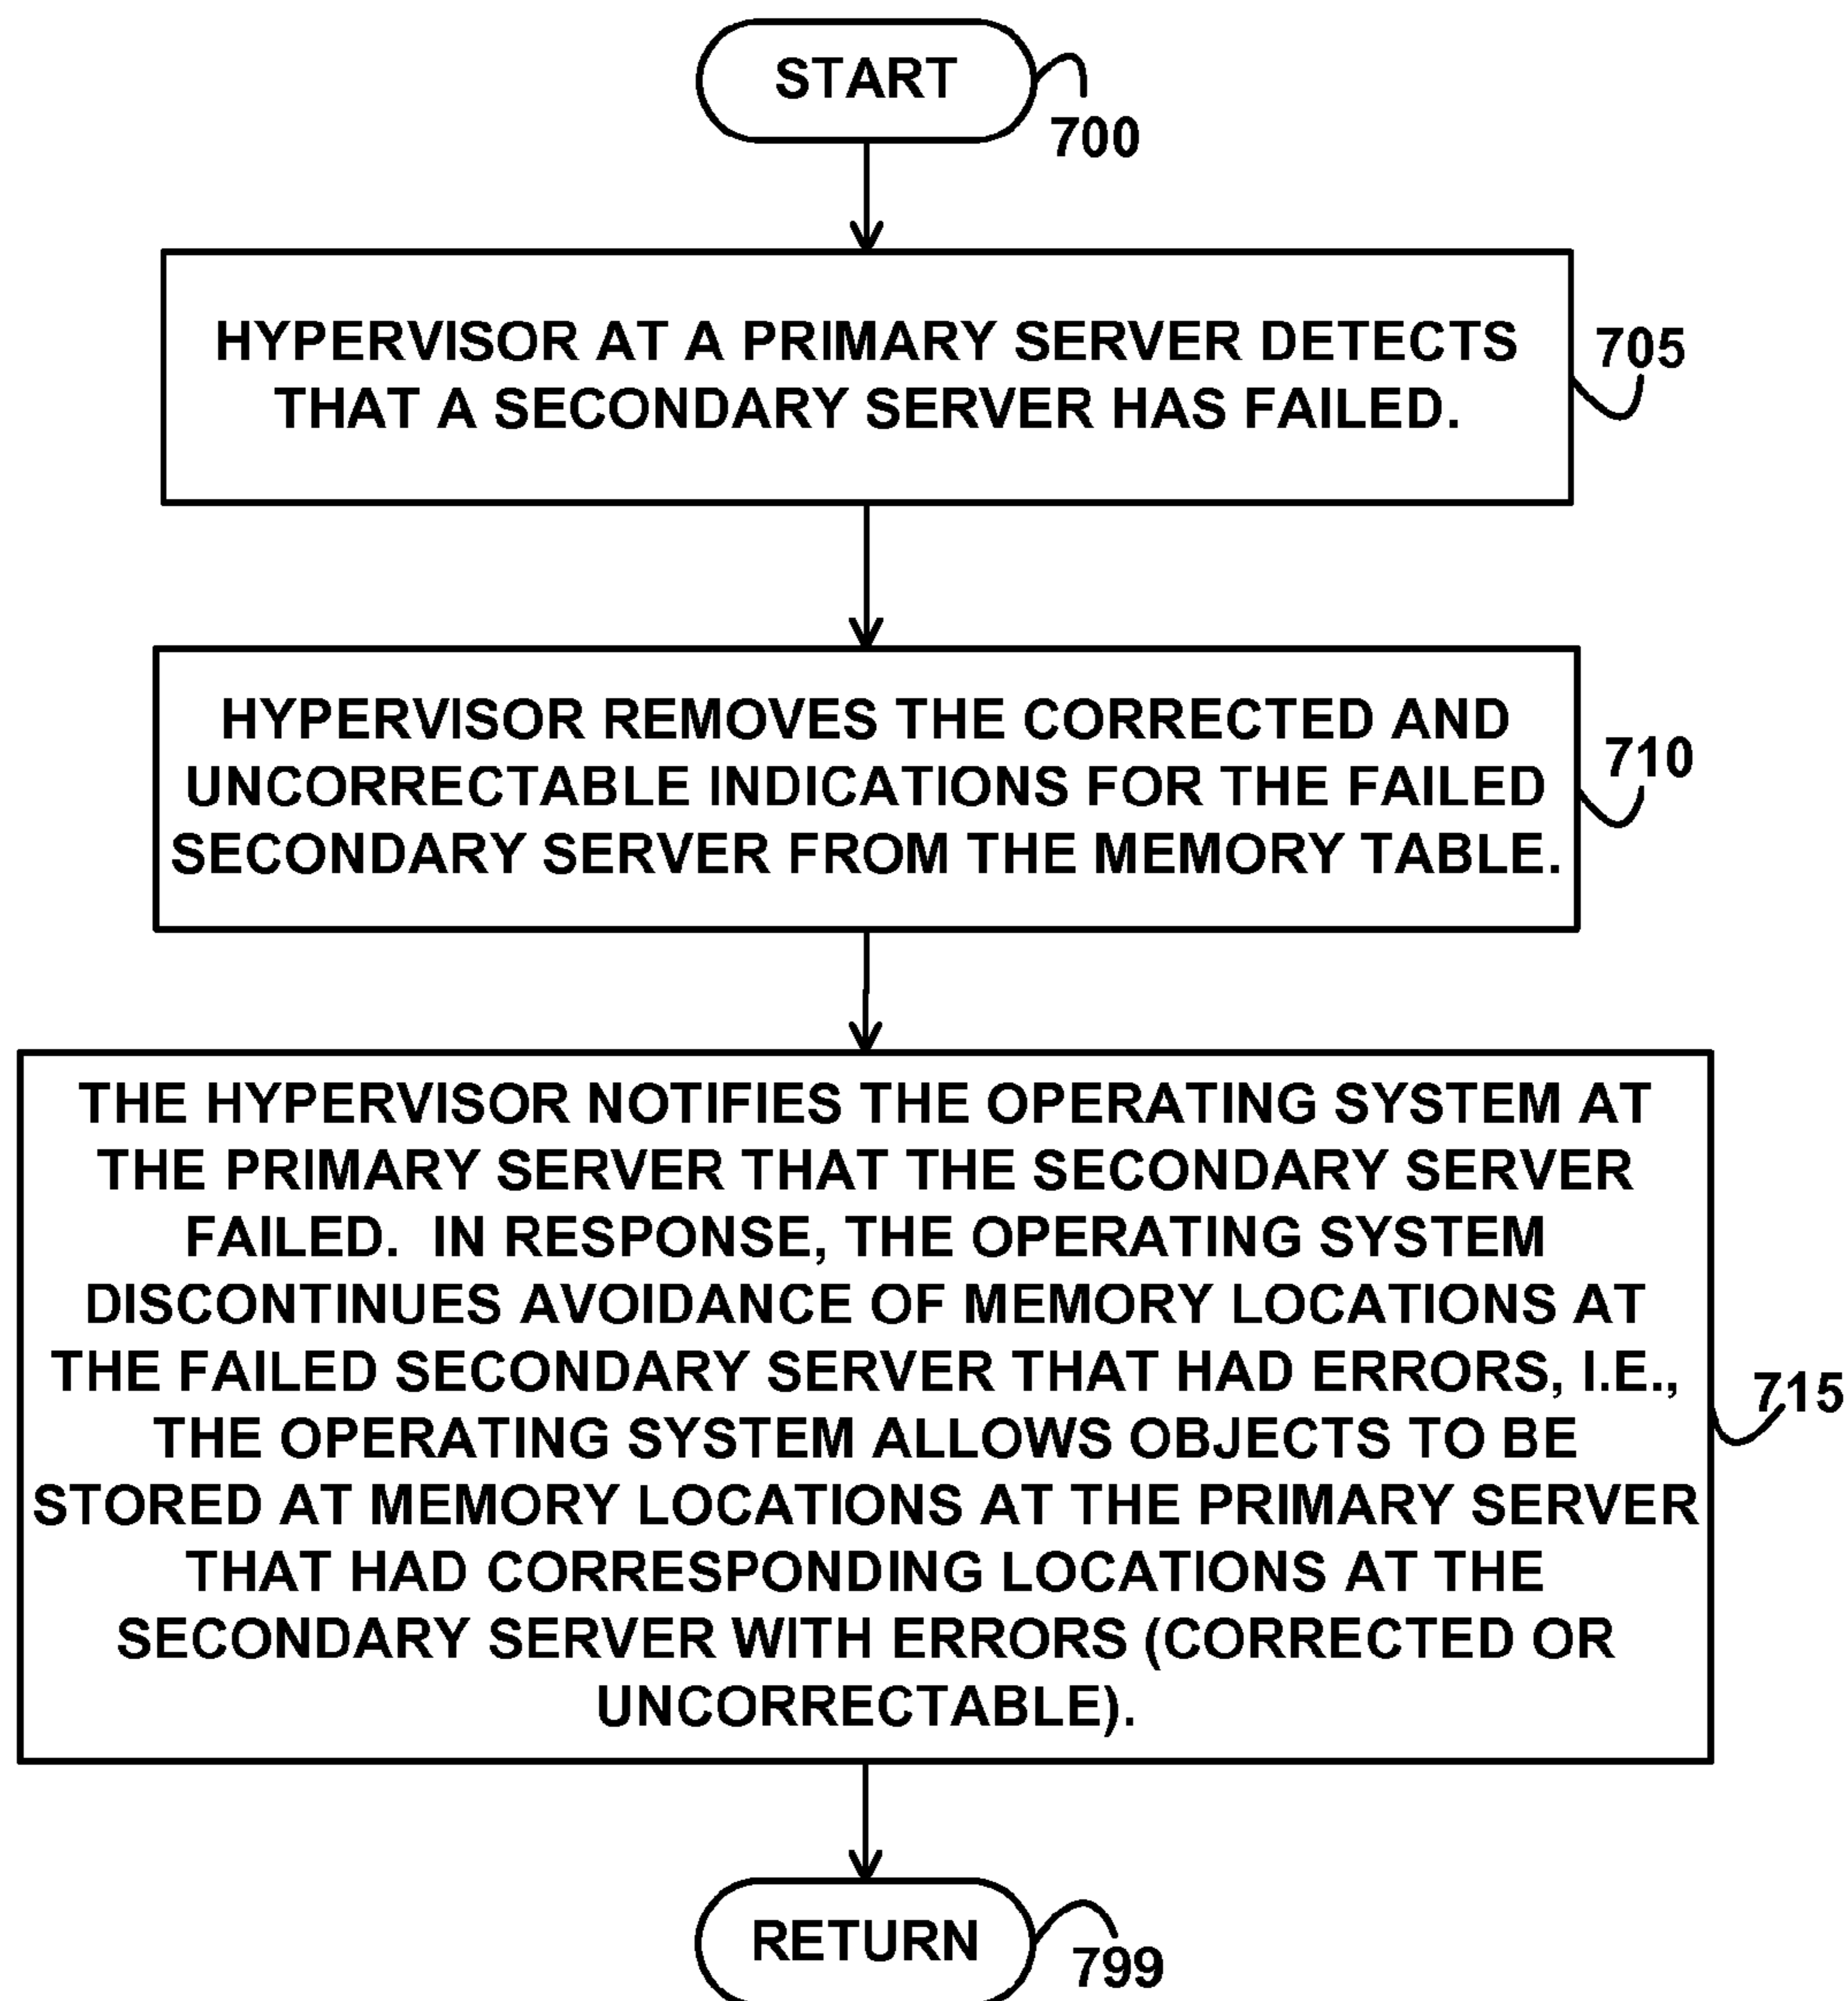 START
700
HYPERVISOR AT A PRIMARY SERVER DETECTS
THAT A SECONDARY SERVER HAS FAILED.
705
HYPERVISOR REMOVES THE CORRECTED AND
UNCORRECTABLE INDICATIONS FOR THE FAILED
SECONDARY SERVER FROM THE MEMORY TABLE.
710
THE HYPERVISOR NOTIFIES THE OPERATING SYSTEM AT
THE PRIMARY SERVER THAT THE SECONDARY SERVER
FAILED. IN RESPONSE, THE OPERATING SYSTEM
DISCONTINUES AVOIDANCE OF MEMORY LOCATIONS AT
THE FAILED SECONDARY SERVER THAT HAD ERRORS, I.E.,
THE OPERATING SYSTEM ALLOWS OBJECTS TO BE
STORED AT MEMORY LOCATIONS AT THE PRIMARY SERVER
THAT HAD CORRESPONDING LOCATIONS AT THE
SECONDARY SERVER WITH ERRORS (CORRECTED OR
UNCORRECTABLE).
715
RETURN
799